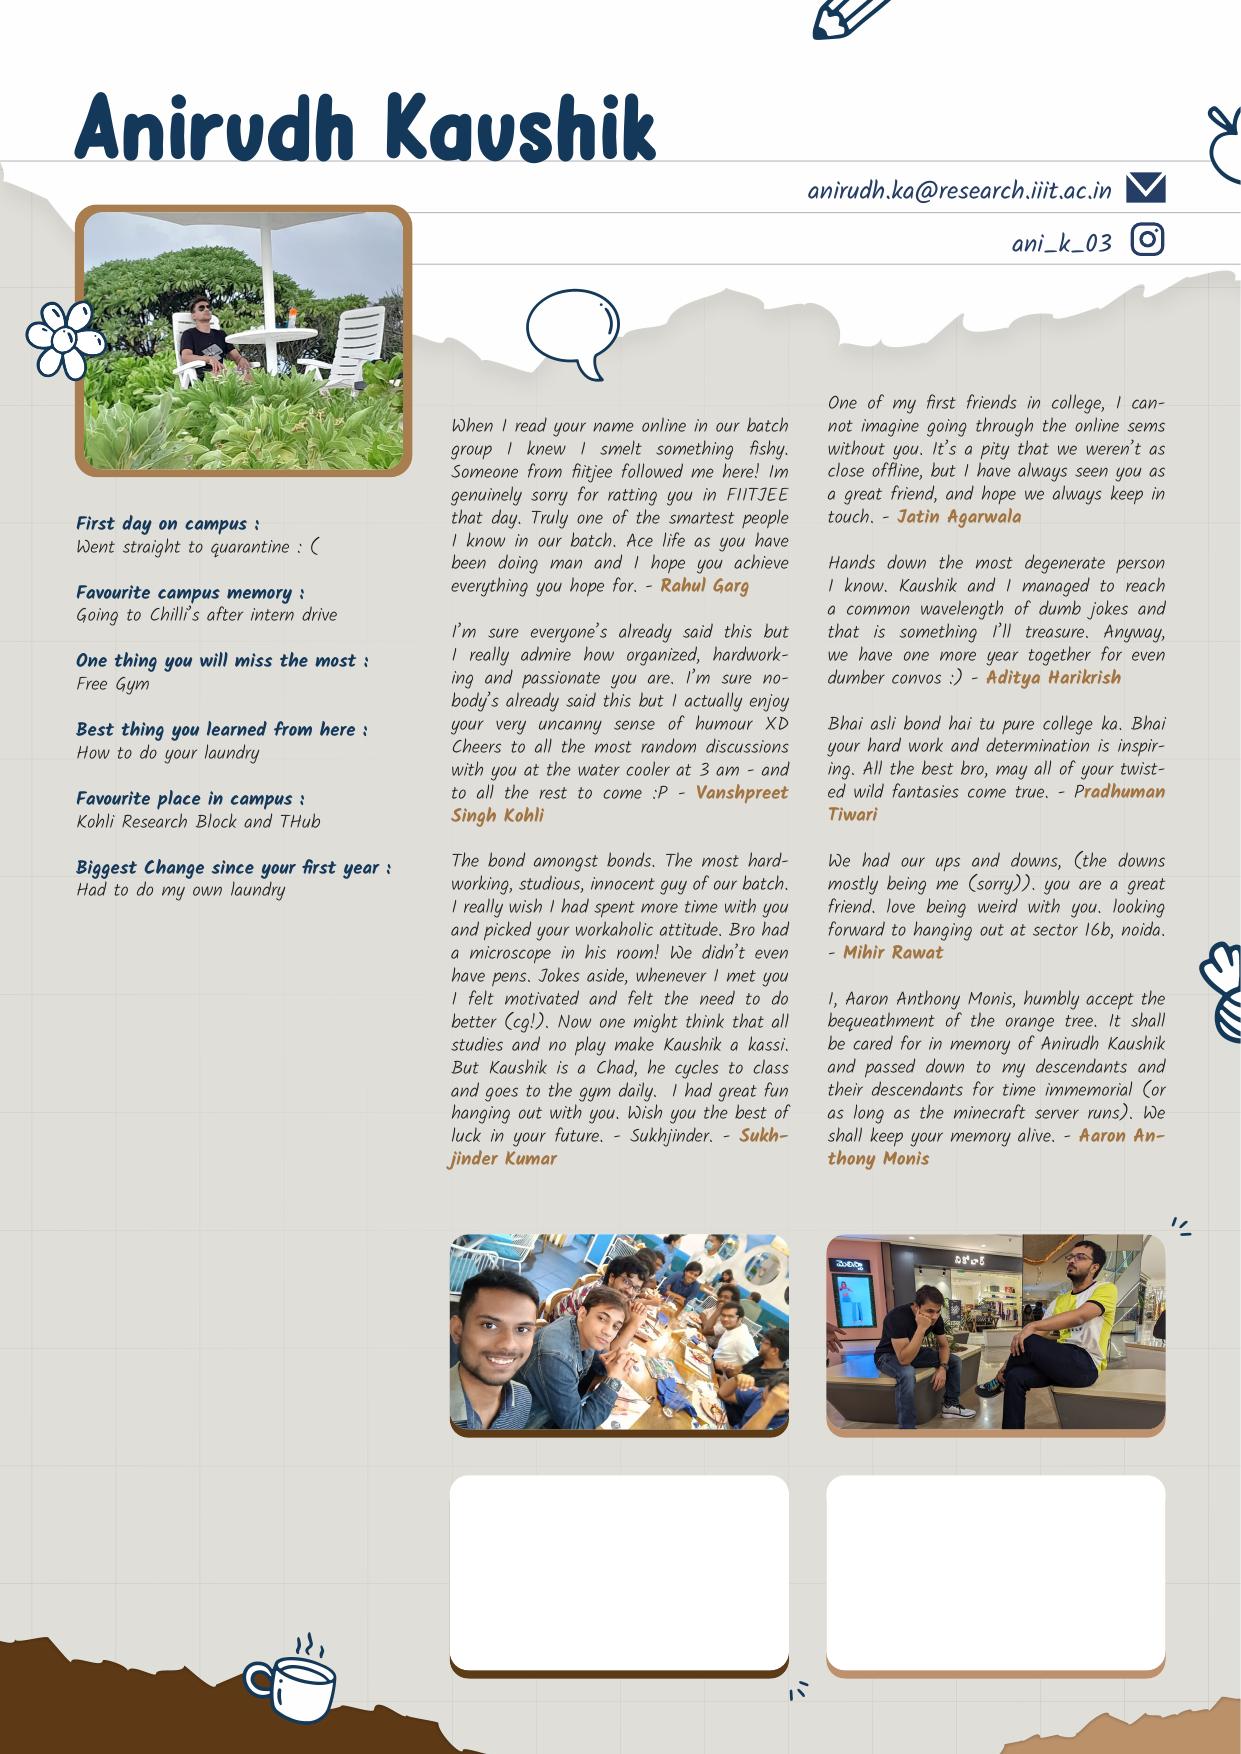 Anirudh Kaushik
anirudh.ka@research.iiit.ac.in
ani_k_03
First day on campus :
Went straight to quarantine : (
Favourite campus memory :
Going to Chilli's after intern drive
One thing you will miss the most :
Free Gym
Best thing you learned from here :
How to do your laundry
Favourite place in campus :
Kohli Research Block and THub
Biggest Change since your first year :
Had to do my own laundry
When I read your name online in our batch
group I knew I smelt something fishy.
Someone from fiitjee followed me here! Im
genuinely sorry for ratting you in FIITJEE
that day. Truly one of the smartest people
I know in our batch. Ace life as you have
been doing man and I hope you achieve
everything you hope for. - Rahul Garg
I'm sure everyone's already said this but
I really admire how organized, hardwork-
ing and passionate you are. I'm sure no-
body's already said this but I actually enjoy
your very uncanny sense of humour XD
Cheers to all the most random discussions
with you at the water cooler at 3 am - and
to all the rest to come :P - Vanshpreet
Singh Kohli
The bond amongst bonds. The most hard-
working, studious, innocent guy of our batch.
I really wish I had spent more time with you
and picked your workaholic attitude. Bro had
a microscope in his room! We didn't even
have pens. Jokes aside, whenever I met you
I felt motivated and felt the need to do
better (cg!). Now one might think that all
studies and no play make Kaushik a kassi.
But Kaushik is a Chad, he cycles to class
and goes to the gym daily. I had great fun
hanging out with you. Wish you the best of
luck in your future. - Sukhjinder. - Sukh-
jinder Kumar
One of my first friends in college, I can-
not imagine going through the online sems
without you. It's a pity that we weren't as
close offline, but I have always seen you as
a great friend, and hope we always keep in
touch. - Jatin Agarwala
Hands down the most degenerate person
I know. Kaushik and I managed to reach
a common wavelength of dumb jokes and
that is something I'll treasure. Anyway,
we have one more year together for even
dumber convos :) - Aditya Harikrish
Bhai asli bond hai tu pure college ka. Bhai
your hard work and determination is inspir-
ing. All the best bro, may all of your twist-
ed wild fantasies come true. - Pradhuman
Tiwari
We had our ups and downs, (the downs
mostly being me (sorry)). you are a great
friend. love being weird with you. looking
forward to hanging out at sector 16b, noida.
- Mihir Rawat
I, Aaron Anthony Monis, humbly accept the
bequeathment of the orange tree. It shall
be cared for in memory of Anirudh Kaushik
and passed down to my descendants and
their descendants for time immemorial (or
as long as the minecraft server runs). We
shall keep your memory alive. - Aaron An-
thony Monis